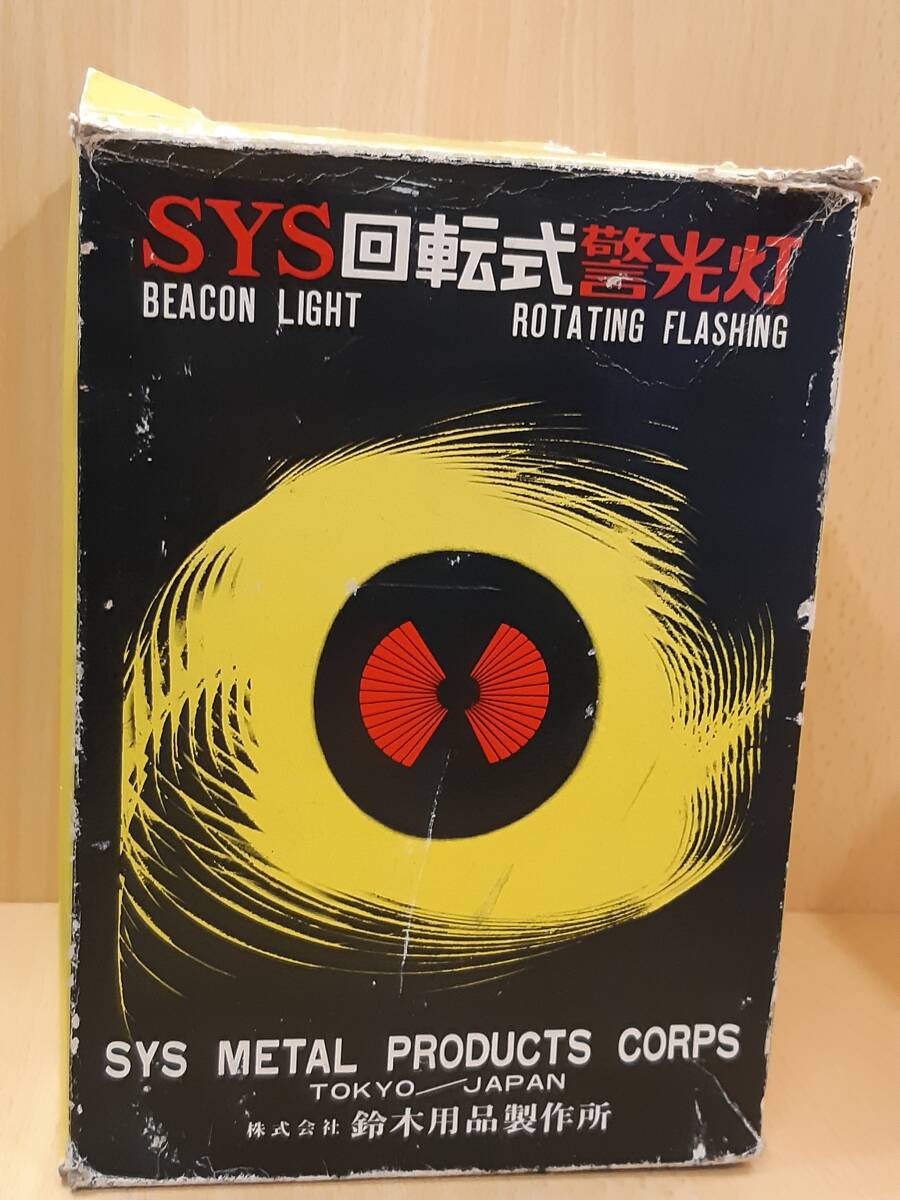 SYS回転式警光灯
BEACON LIGHT ROTATING FLASHING
SYS METAL PRODUCTS CORPS
TOKYO—JAPAN
株式会社 鈴木用品製作所